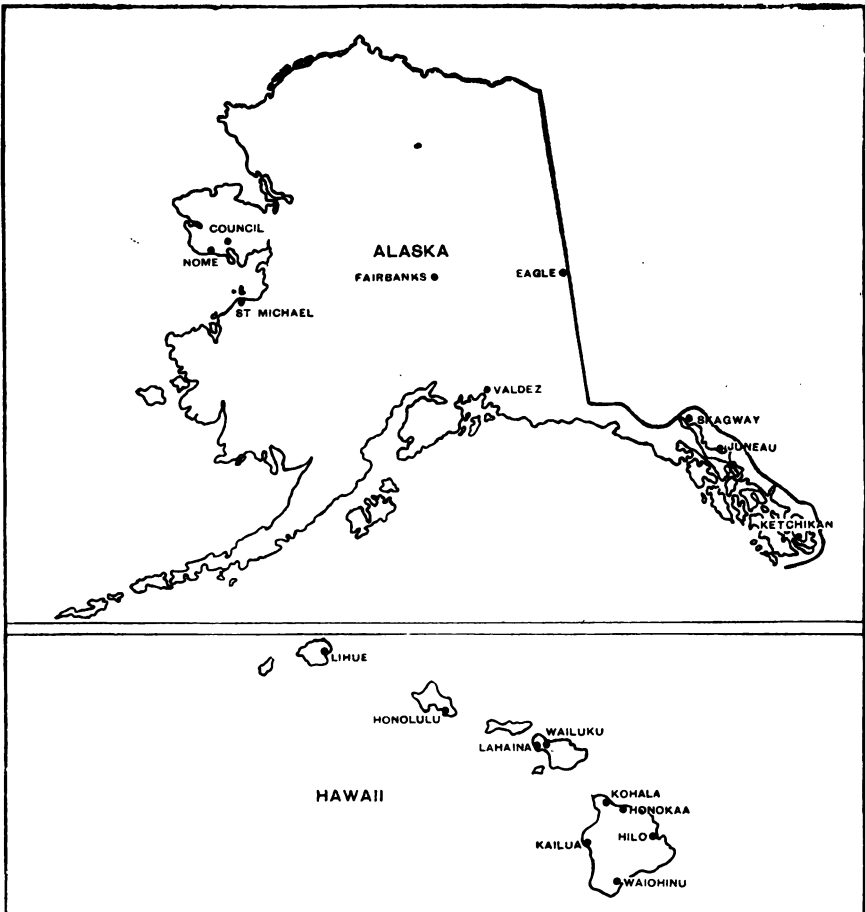 COUNCIL
NOME
ALASKA
FAIRBANKS
EAGLE
ST MICHAEL
VALDEZ
SKAGWAY
JUNEAU
KETCHIKAN
LIHUE
HONOLULU
WAILUKU
LAHAINA
HAWAII
KOHALA
HONOKAA
HILO
KAILUA
WAIOHINU